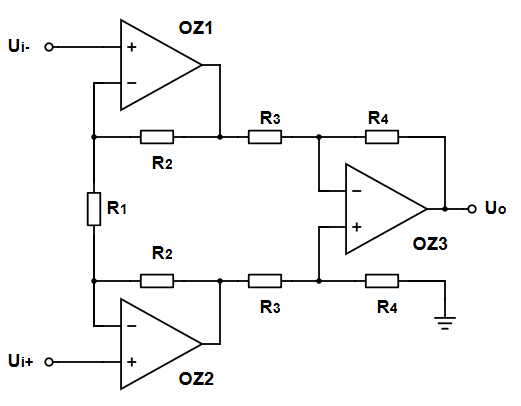 OZ1
Ui-
+
−
R3
R4
R2
−
R1
Uo
+
OZ3
R2
R3
R4
−
Ui+
+
OZ2